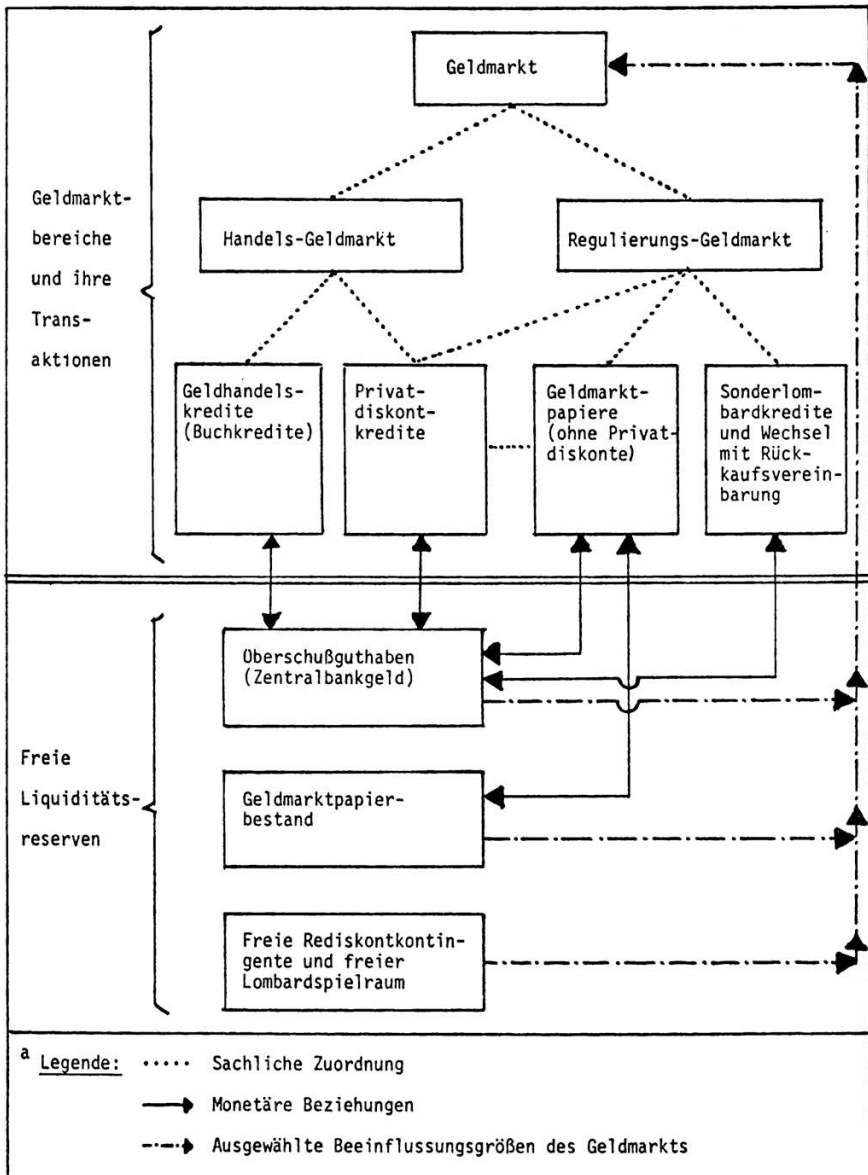 Geldmarkt
Geldmarkt-
bereiche
und ihre
Trans-
aktionen
Handels-Geldmarkt
Regulierungs-Geldmarkt
Geldhandels-
kredite
(Buchkredite)
Privat-
diskont-
kredite
Geldmarkt-
papiere
(ohne Privat-
diskonte)
Sonderlom-
bardkredite
und Wechsel
mit Rück-
kaufsverein-
barung
Freie
Liquiditäts-
reserven
Überschußguthaben
(Zentralbankgeld)
Geldmarktpapier-
bestand
Freie Rediskontkontin-
gente und freier
Lombardspielraum
a Legende: ..... Sachliche Zuordnung
Monetäre Beziehungen
Ausgewählte Beeinflussungsgrößen des Geldmarkts